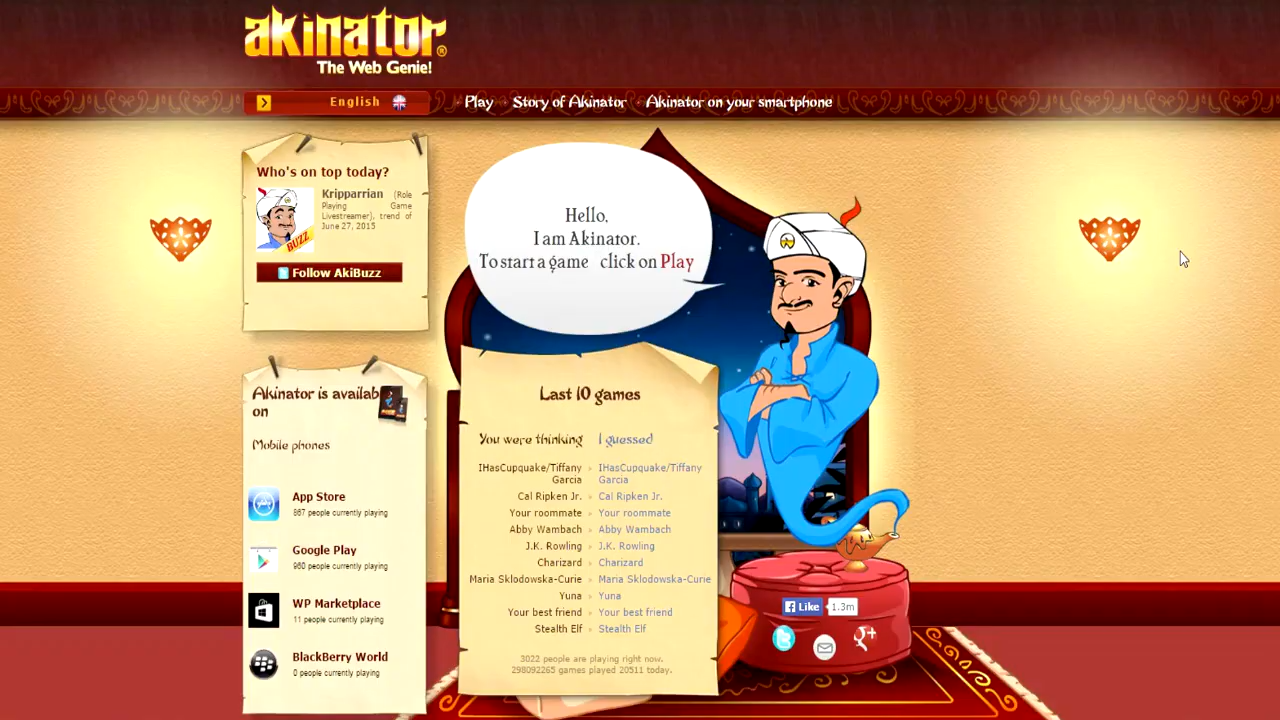 akinator®
The Web Genie!
English
Play · Story of Akinator · Akinator on your smartphone
Who's on top today?
Kripparrian (Role
Playing Game
Livestreamer), trend of
June 27, 2015
BUZZ
Follow AkiBuzz
Hello,
I am Akinator.
To start a game click on Play
Akinator is availab
on
Mobile phones
App Store
867 people currently playing
Google Play
960 people currently playing
WP Marketplace
11 people currently playing
BlackBerry World
0 people currently playing
Last 10 games
You were thinking I guessed
IHasCupquake/Tiffany Garcia » IHasCupquake/Tiffany Garcia
Cal Ripken Jr. » Cal Ripken Jr.
Your roommate » Your roommate
Abby Wambach » Abby Wambach
J.K. Rowling » J.K. Rowling
Charizard » Charizard
Maria Sklodowska-Curie » Maria Sklodowska-Curie
Yuna » Yuna
Your best friend » Your best friend
Stealth Elf » Stealth Elf
3022 people are playing right now.
298092265 games played 20511 today.
Like 1.3m